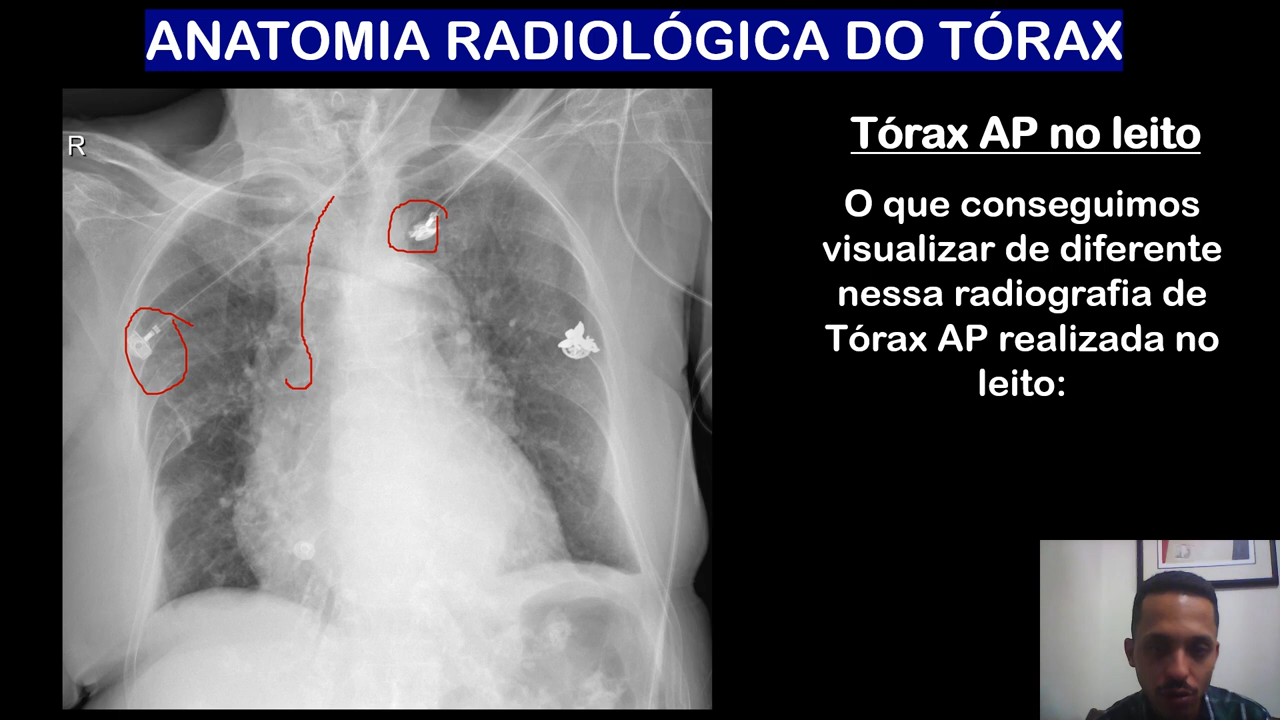 ANATOMIA RADIOLÓGICA DO TÓRAX
R
Tórax AP no leito
O que conseguimos
visualizar de diferente
nessa radiografia de
Tórax AP realizada no
leito: